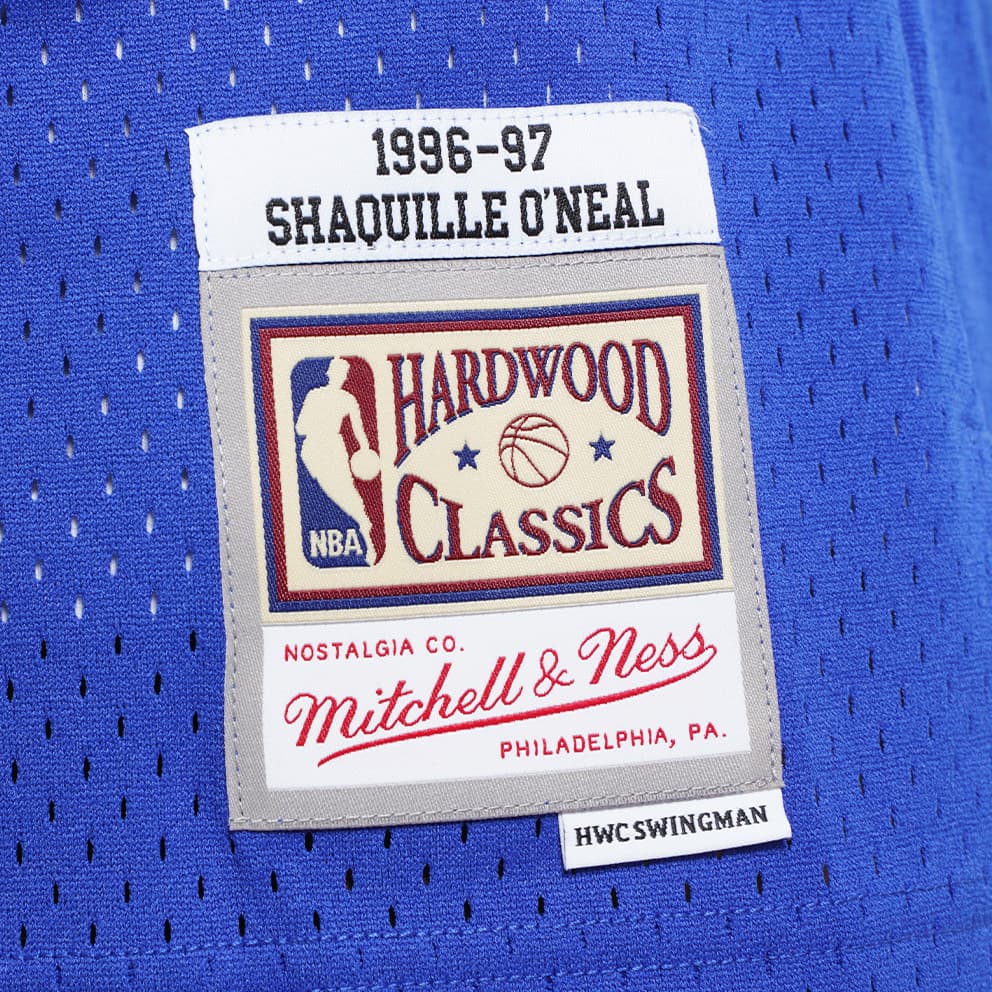 1996-97
SHAQUILLE O'NEAL
HARDWOOD
CLASSICS
NBA
NOSTALGIA CO.
Mitchell & Ness
PHILADELPHIA, PA.
HWC SWINGMAN